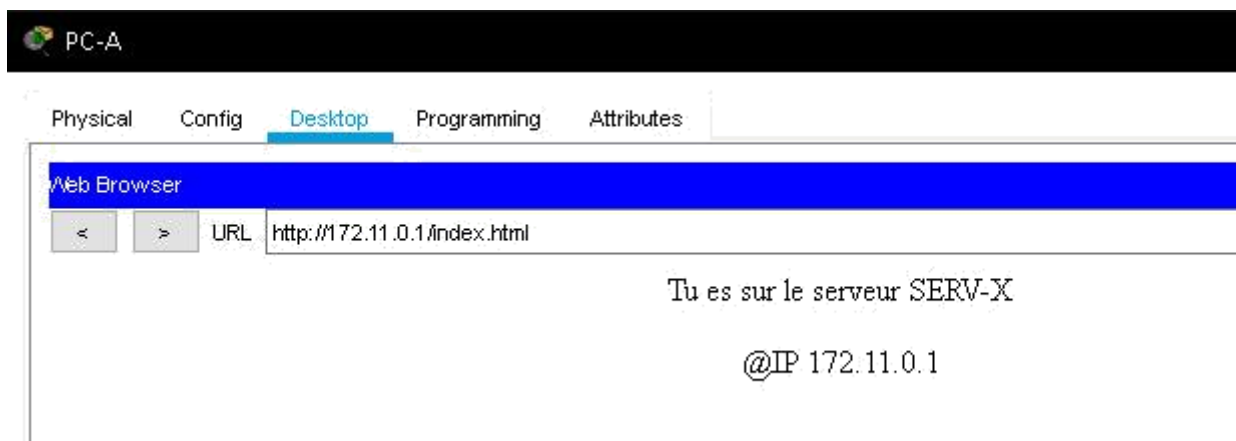 PC-A
Physical Config Desktop Programming Attributes
Web Browser
< > URL http://172.11.0.1/index.html
Tu es sur le serveur SERV-X
@IP 172.11.0.1